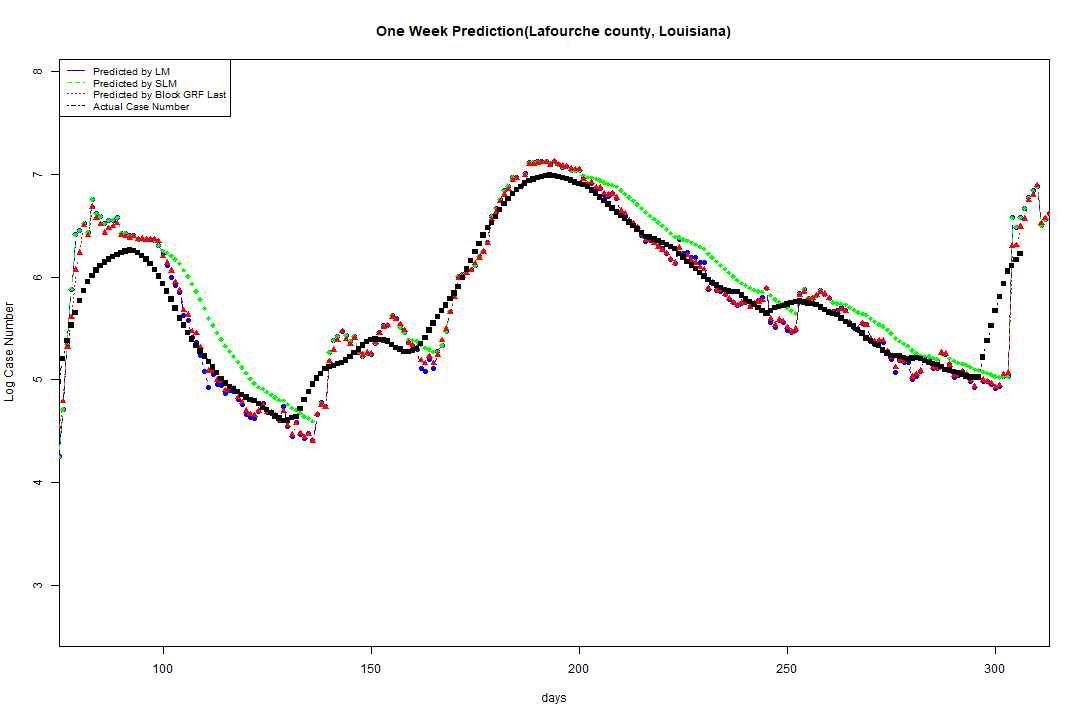 One Week Prediction(Lafourche county, Louisiana)
Predicted by LM
Predicted by SLM
Predicted by Block GRF Last
Actual Case Number
8
7
6
5
4
3
Log Case Number
100 150 200 250 300
days